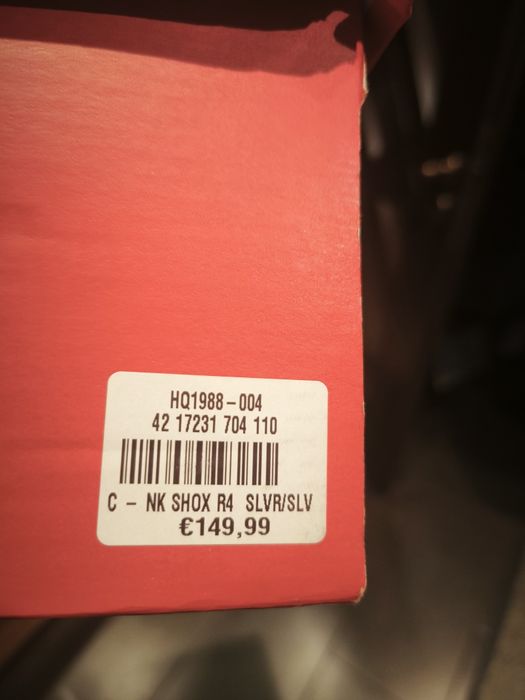 HQ1988-004
42 17231 704 110
C - NK SHOX R4 SLVR/SLV
€149,99